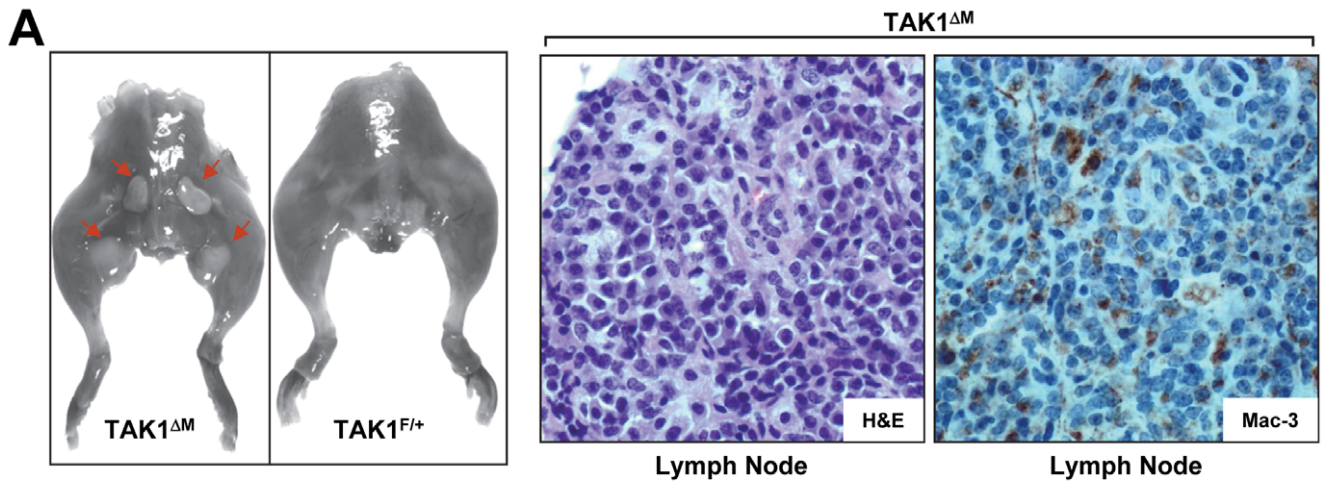 A
TAK1ΔM
TAK1ΔM
TAK1F/+
H&E
Mac-3
Lymph Node
Lymph Node